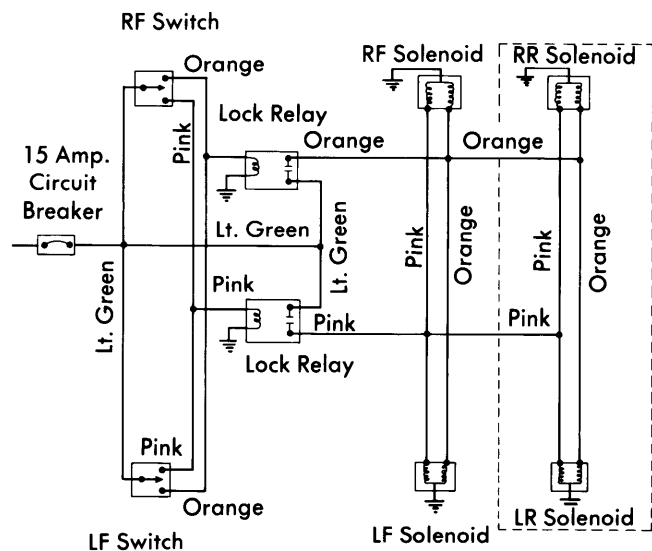 RF Switch
Orange
Pink
Lock Relay
15 Amp.
Circuit
Breaker
Lt. Green
Lt. Green
Lt. Green
Pink
Lock Relay
Pink
Orange
LF Switch
RF Solenoid
RR Solenoid
Orange
Orange
Pink
Orange
Pink
Orange
Pink
Pink
LF Solenoid
LR Solenoid